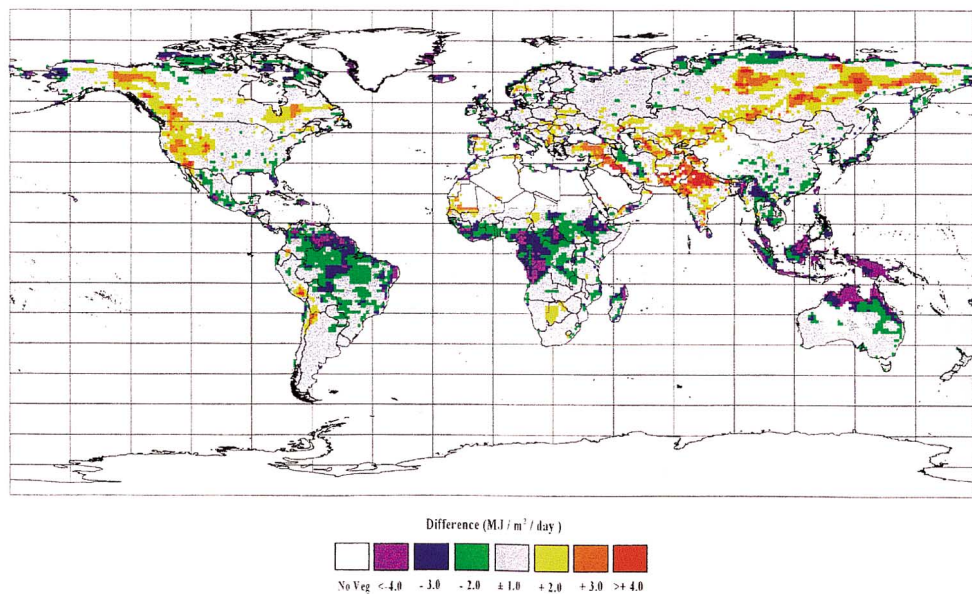 Difference (MJ / m² / day )
No Veg <-4.0 - 3.0 - 2.0 ± 1.0 + 2.0 + 3.0 >+ 4.0